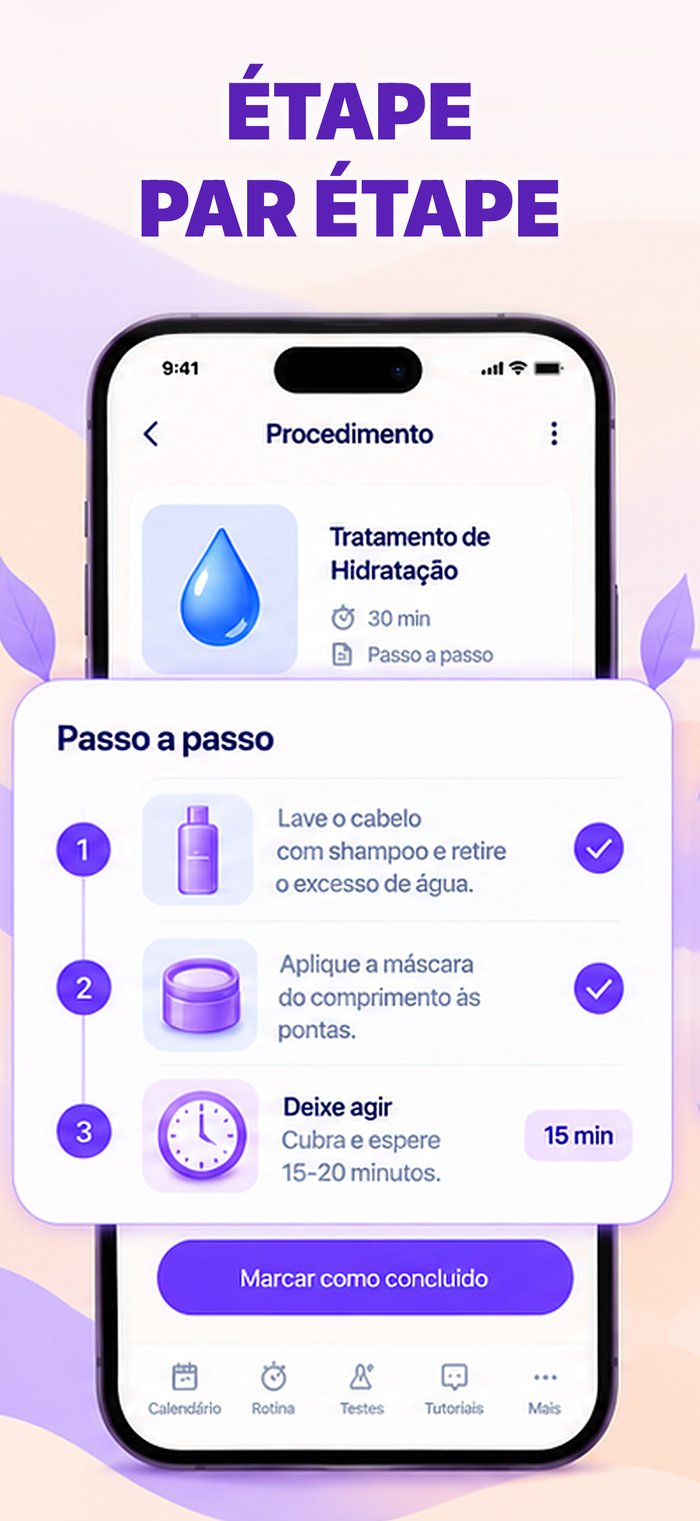 ÉTAPE
PAR ÉTAPE
9:41
Procedimento
Tratamento de
Hidratação
30 min
Passo a passo
Passo a passo
1
Lave o cabelo
com shampoo e retire
o excesso de água.
2
Aplique a máscara
do comprimento às
pontas.
3
Deixe agir
Cubra e espere
15-20 minutos.
15 min
Marcar como concluido
Calendário
Rotina
Testes
Tutoriais
Mais